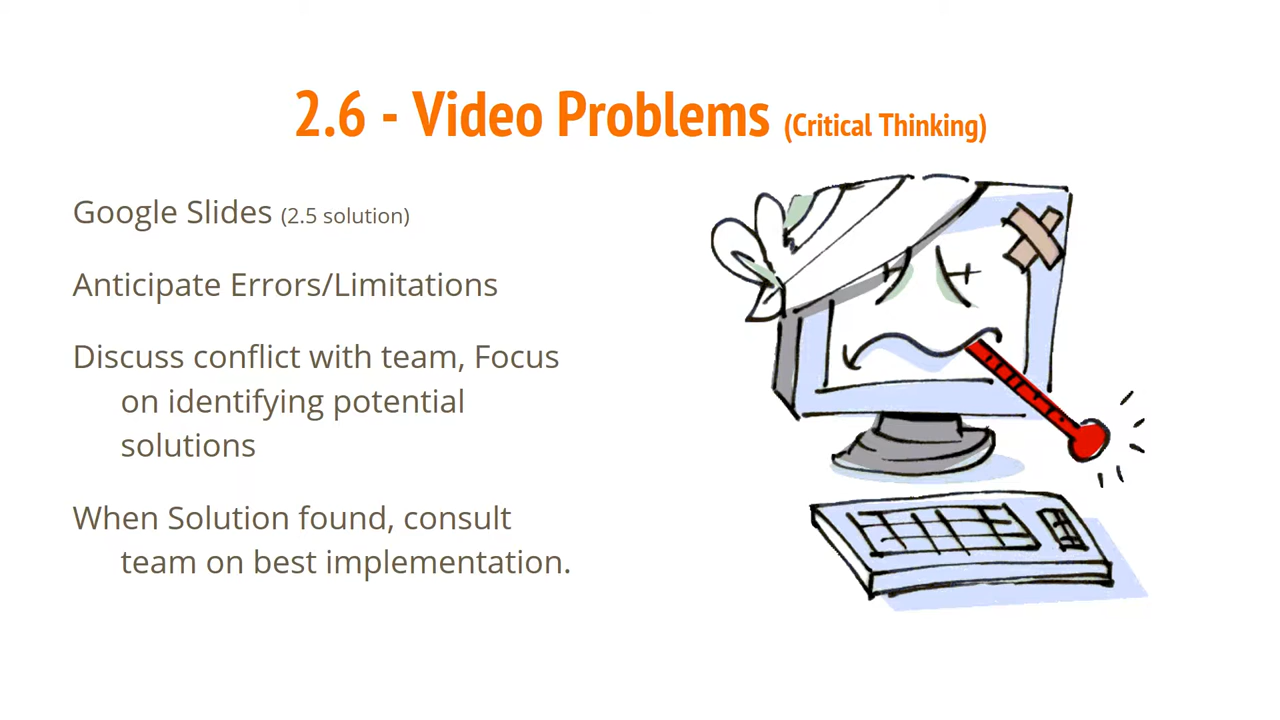 2.6 - Video Problems (Critical Thinking)
Google Slides (2.5 solution)
Anticipate Errors/Limitations
Discuss conflict with team, Focus
on identifying potential
solutions
When Solution found, consult
team on best implementation.